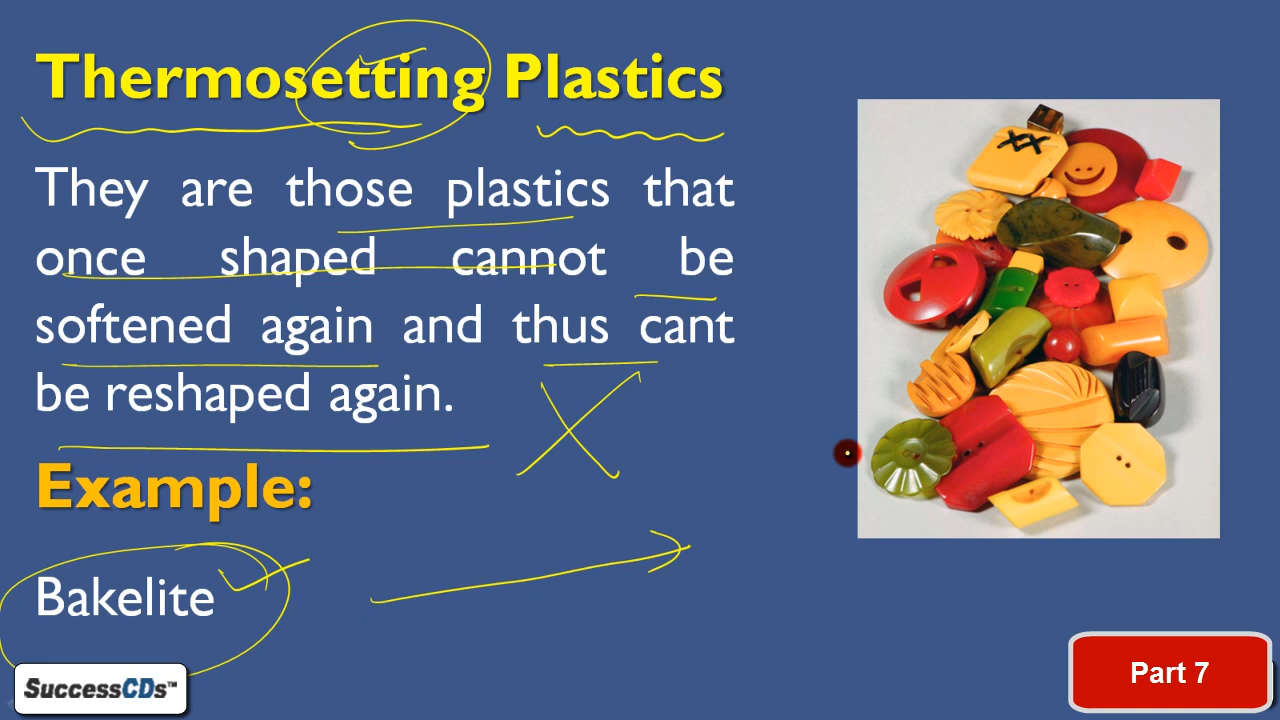 Thermosetting Plastics
They are those plastics that
once shaped cannot be
softened again and thus cant
be reshaped again.
Example:
Bakelite
SuccessCDs™
Part 7